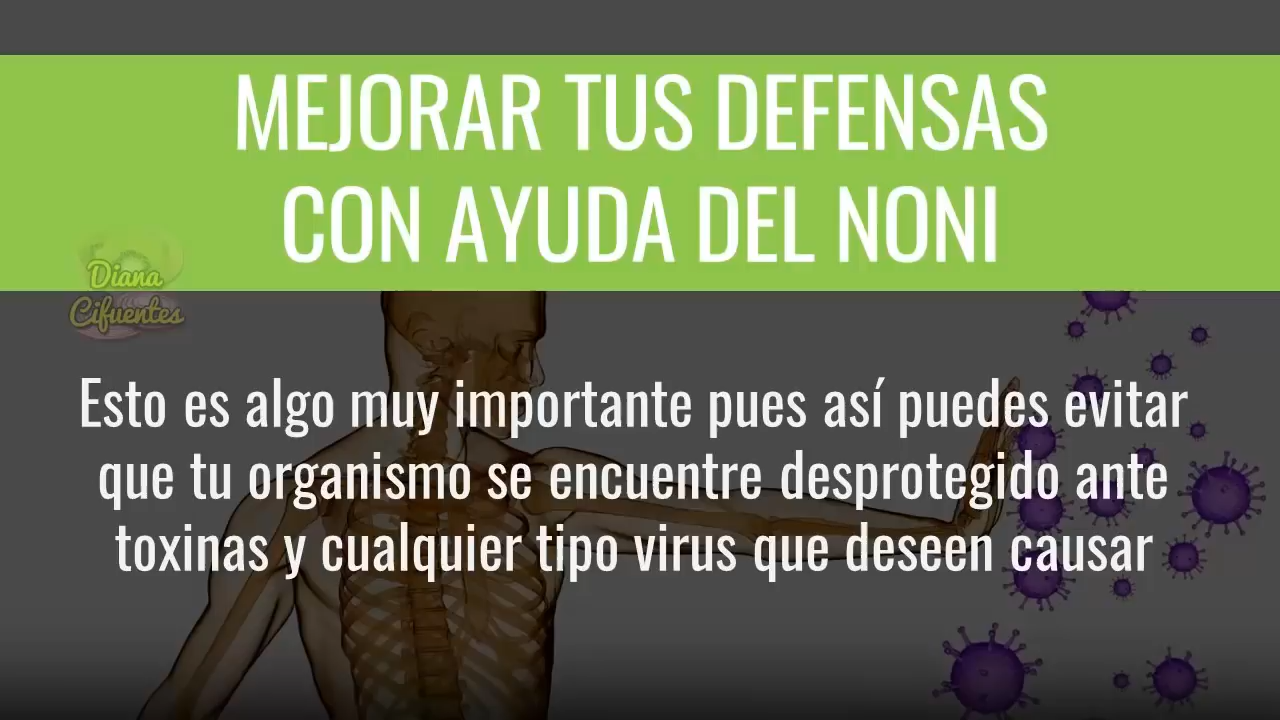 MEJORAR TUS DEFENSAS
CON AYUDA DEL NONI
Diana
Cifuentes
Esto es algo muy importante pues así puedes evitar
que tu organismo se encuentre desprotegido ante
toxinas y cualquier tipo virus que deseen causar